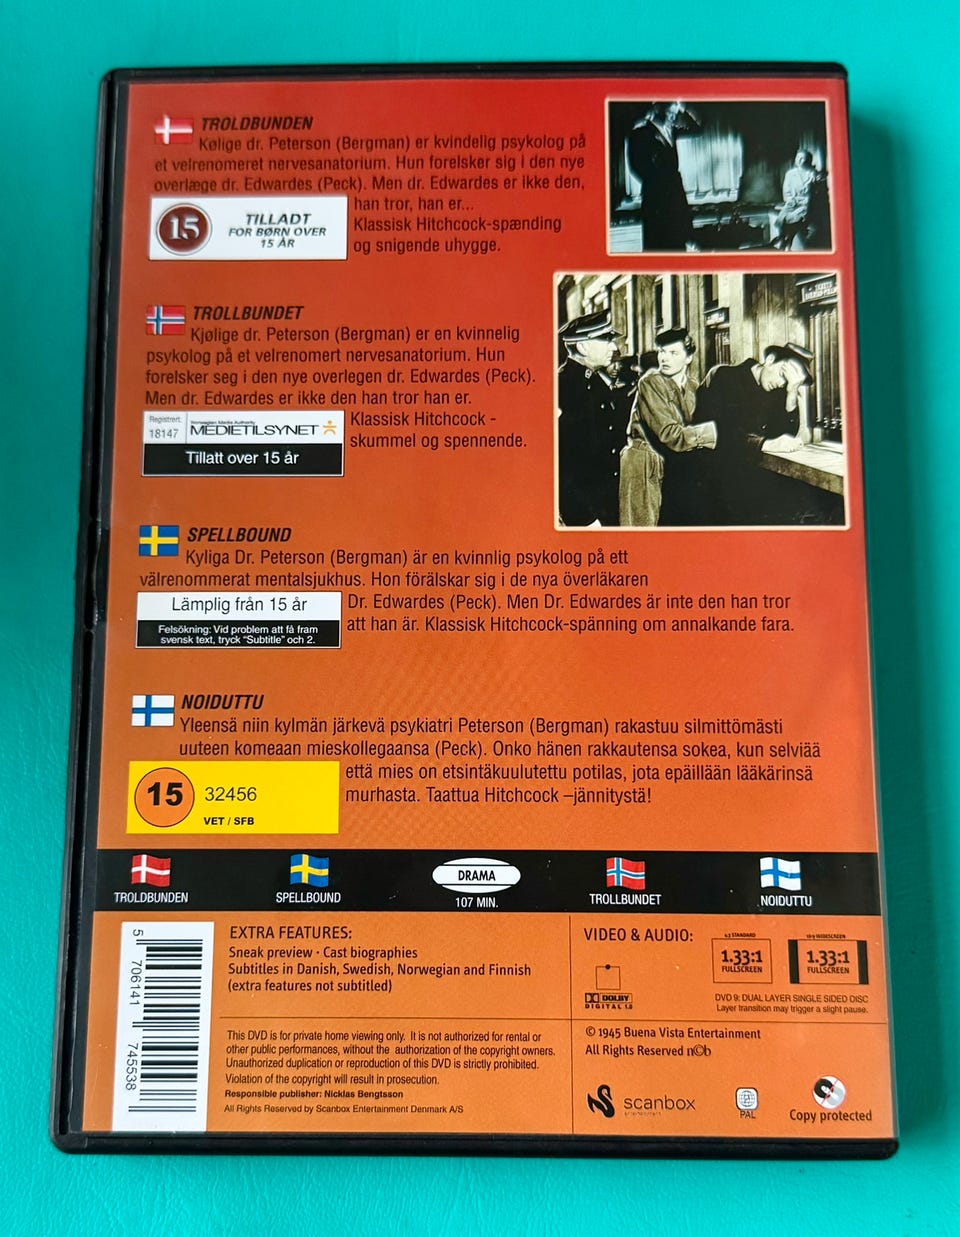 TROLDBUNDEN
Kølige dr. Peterson (Bergman) er kvindelig psykolog på
et velrenomeret nervesanatorium. Hun forelsker sig i den nye
overlæge dr. Edwardes (Peck). Men dr. Edwardes er ikke den,
han tror, han er...
Klassisk Hitchcock-spænding
og snigende uhygge.
15
TILLADT
FOR BØRN OVER
15 ÅR
TROLLBUNDET
Kjølige dr. Peterson (Bergman) er en kvinnelig
psykolog på et velrenomert nervesanatorium. Hun
forelsker seg i den nye overlegen dr. Edwardes (Peck).
Men dr. Edwardes er ikke den han tror han er.
Klassisk Hitchcock -
skummel og spennende.
Registrert.
18147
Norwegian Media Authority
MEDIETILSYNET
Tillatt over 15 år
SPELLBOUND
Kyliga Dr. Peterson (Bergman) är en kvinnlig psykolog på ett
välrenommerat mentalsjukhus. Hon förälskar sig i de nya överläkaren
Dr. Edwardes (Peck). Men Dr. Edwardes är inte den han tror
att han är. Klassisk Hitchcock-spänning om annalkande fara.
Lämplig från 15 år
Felsökning: Vid problem att få fram
svensk text, tryck "Subtitle" och 2.
NOIDUTTU
Yleensä niin kylmän järkevä psykiatri Peterson (Bergman) rakastuu silmittömästi
uuteen komeaan mieskollegaansa (Peck). Onko hänen rakkautensa sokea, kun selviää
että mies on etsintäkuulutettu potilas, jota epäillään lääkärinsä
murhasta. Taattua Hitchcock –jännitystä!
15
32456
VET / SFB
TROLDBUNDEN
SPELLBOUND
DRAMA
107 MIN.
TROLLBUNDET
NOIDUTTU
5 706141 745538
EXTRA FEATURES:
Sneak preview · Cast biographies
Subtitles in Danish, Swedish, Norwegian and Finnish
(extra features not subtitled)
VIDEO & AUDIO:
DOLBY
DIGITAL 1.0
4:3 STANDARD
1.33:1
FULLSCREEN
16:9 WIDESCREEN
1.33:1
FULLSCREEN
DVD 9: DUAL LAYER SINGLE SIDED DISC
Layer transition may trigger a slight pause.
This DVD is for private home viewing only. It is not authorized for rental or
other public performances, without the authorization of the copyright owners.
Unauthorized duplication or reproduction of this DVD is strictly prohibited.
Violation of the copyright will result in prosecution.
Responsible publisher: Nicklas Bengtsson
All Rights Reserved by Scanbox Entertainment Denmark A/S
© 1945 Buena Vista Entertainment
All Rights Reserved n©b
scanbox
PAL
Copy protected